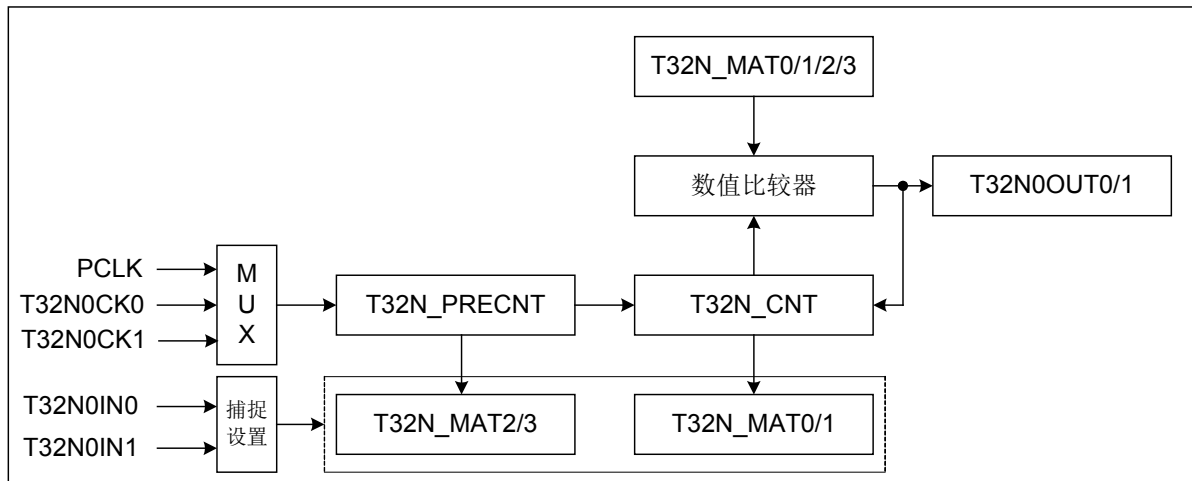 T32N_MAT0/1/2/3
数值比较器
T32N0OUT0/1
PCLK
T32N0CK0
T32N0CK1
M
U
X
T32N_PRECNT
T32N_CNT
T32N0IN0
T32N0IN1
捕捉
设置
T32N_MAT2/3
T32N_MAT0/1